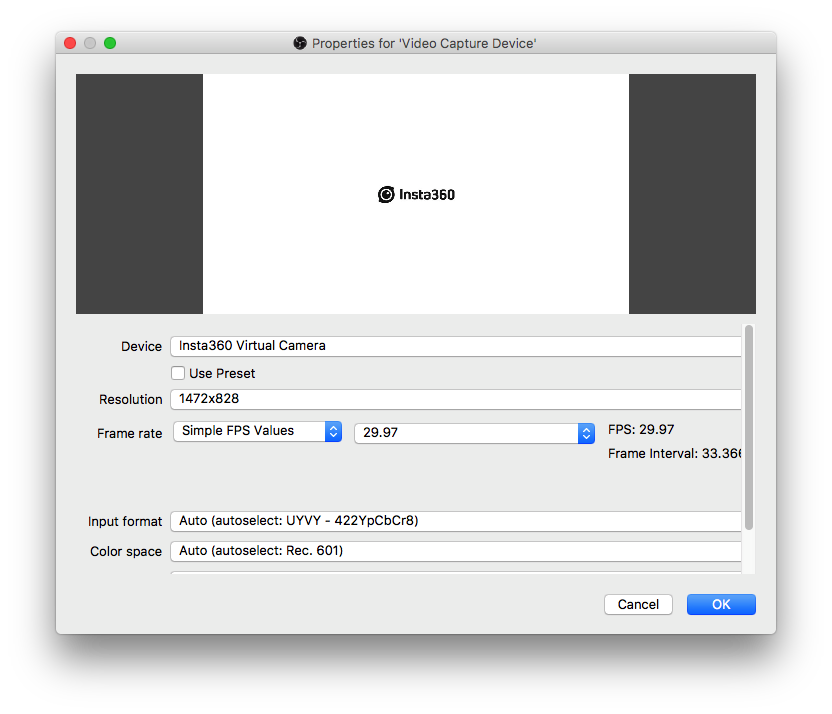 Properties for 'Video Capture Device'
Insta360
Device Insta360 Virtual Camera
Use Preset
Resolution 1472x828
Frame rate Simple FPS Values 29.97 FPS: 29.97
Frame Interval: 33.366
Input format Auto (autoselect: UYVY - 422YpCbCr8)
Color space Auto (autoselect: Rec. 601)
Cancel OK